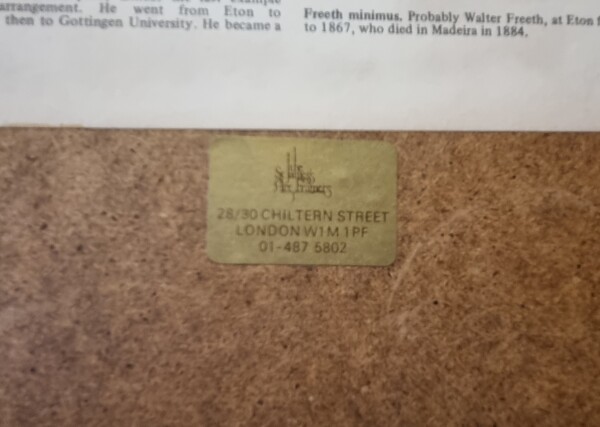 arrangement. He went from Eton to
then to Gottingen University. He became a
Freeth minimus. Probably Walter Freeth, at Eton
to 1867, who died in Madeira in 1884.
28/30 CHILTERN STREET
LONDON W1M 1PF
01-487 5802